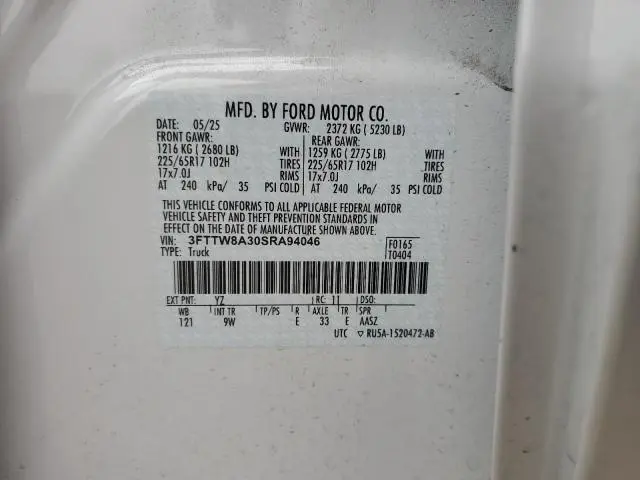 MFD. BY FORD MOTOR CO.
DATE: 05/25 GVWR: 2372 KG ( 5230 LB)
FRONT GAWR: REAR GAWR:
1216 KG ( 2680 LB) WITH 1259 KG ( 2775 LB) WITH
225/65R17 102H TIRES 225/65R17 102H TIRES
17x7.0J RIMS 17x7.0J RIMS
AT 240 kPa/ 35 PSI COLD AT 240 kPa/ 35 PSI COLD
THIS VEHICLE CONFORMS TO ALL APPLICABLE FEDERAL MOTOR
VEHICLE SAFETY AND THEFT PREVENTION STANDARDS IN
EFFECT ON THE DATE OF MANUFACTURE SHOWN ABOVE.
VIN: 3FTTW8A30SRA94046 F0165
TYPE: Truck T0404
EXT PNT: YZ RC: 11 DSO:
WB INT TR TP/PS R AXLE TR SPR
121 9W E 33 E AASZ
UTC ▽ RU5A-1520472-AB